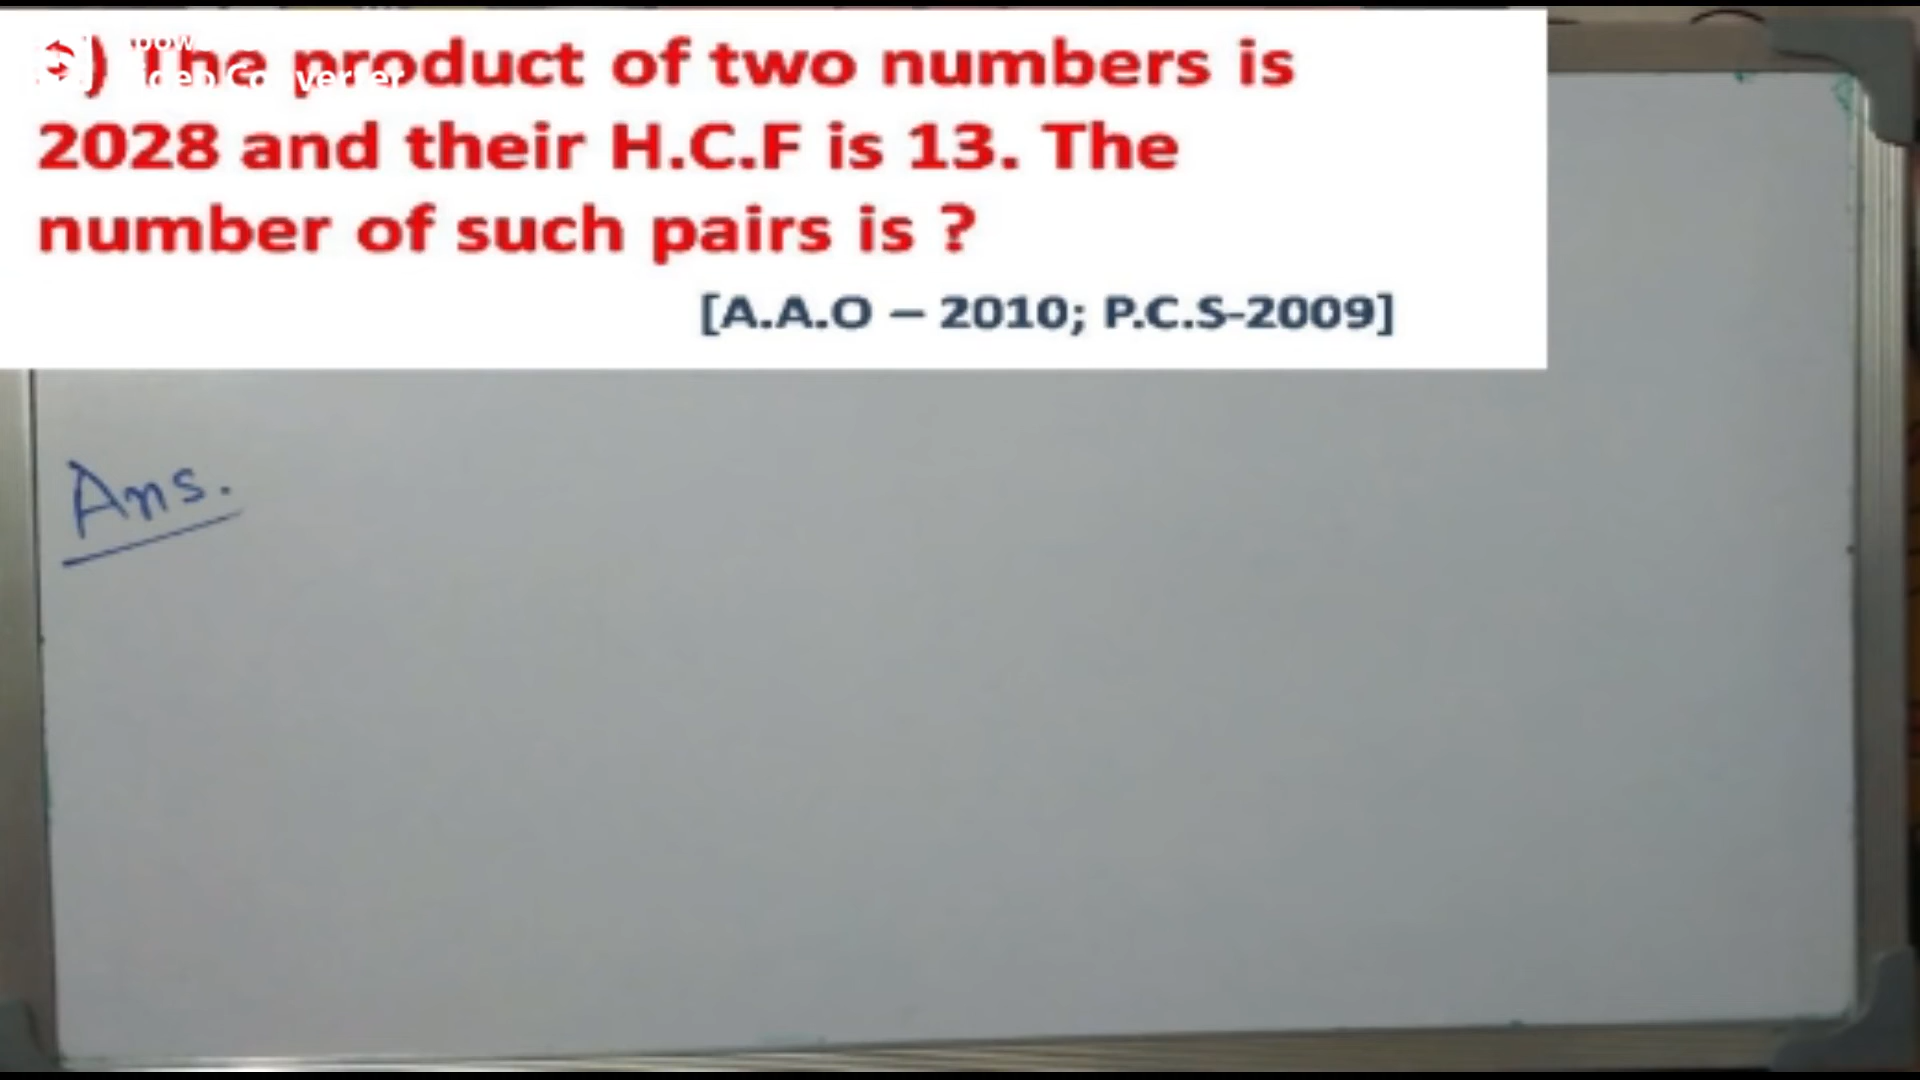 ) The product of two numbers is
2028 and their H.C.F is 13. The
number of such pairs is ?
[A.A.O – 2010; P.C.S-2009]
Ans.